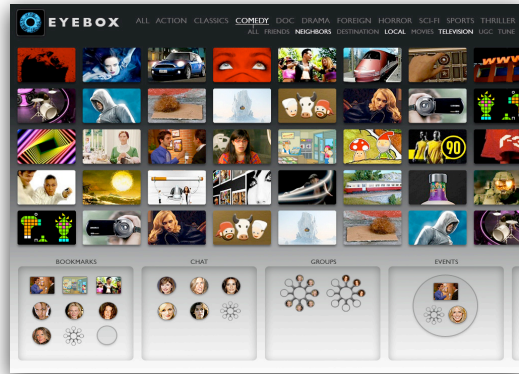 EYEBOX
ALL ACTION CLASSICS COMEDY DOC DRAMA FOREIGN HORROR SCI-FI SPORTS THRILLER
ALL FRIENDS NEIGHBORS DESTINATION LOCAL MOVIES TELEVISION UGC TUNE
90
BOOKMARKS
CHAT
GROUPS
EVENTS